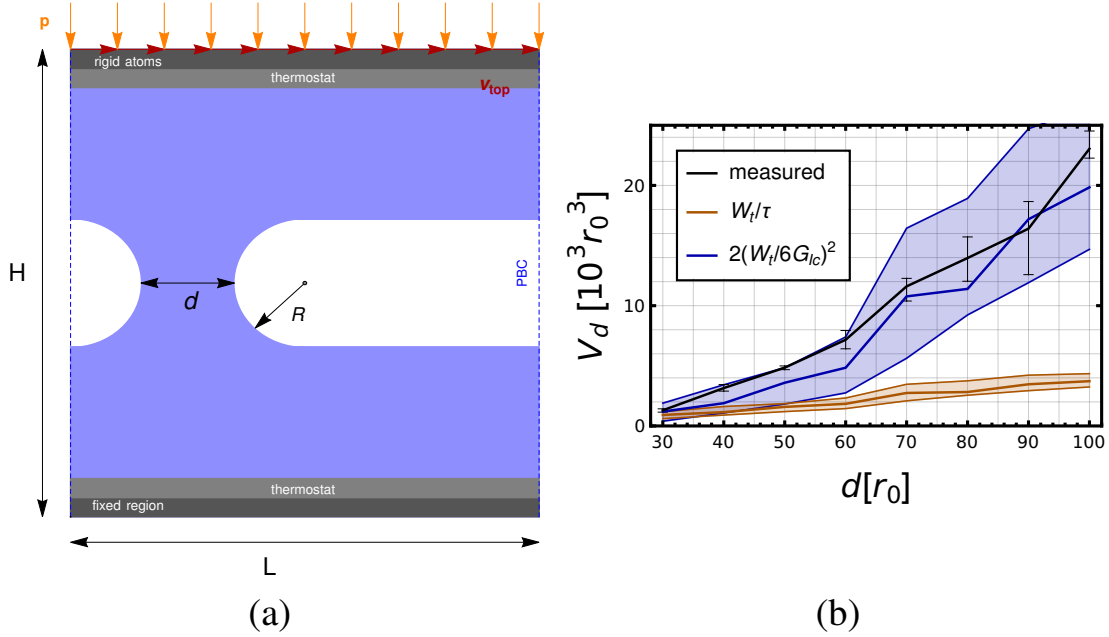 p
rigid atoms
thermostat
v_top
H
d
R
PBC
thermostat
fixed region
L
(a)
V_d [10^3 r_0^3]
20
10
0
measured
W_t/τ
2(W_t/6G_Ic)^2
30 40 50 60 70 80 90 100
d[r_0]
(b)